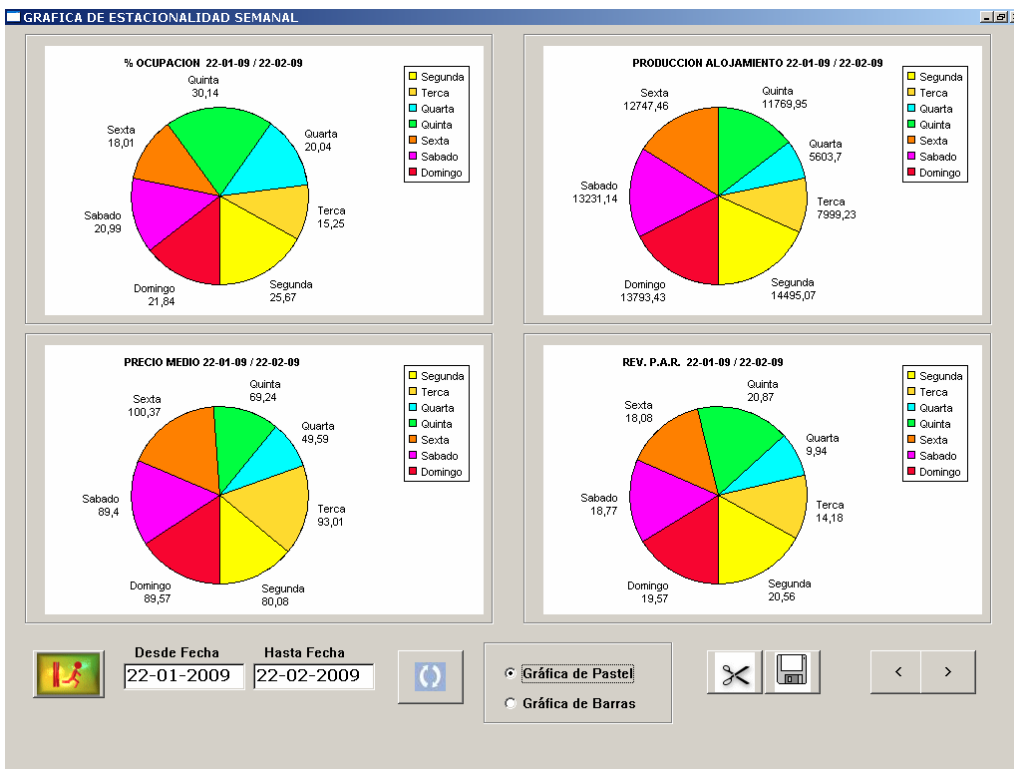 GRAFICA DE ESTACIONALIDAD SEMANAL
% OCUPACION 22-01-09 / 22-02-09
Quinta
30,14
Quarta
20,04
Terca
15,25
Segunda
25,67
Domingo
21,84
Sabado
20,99
Sexta
18,01
Segunda
Terca
Quarta
Quinta
Sexta
Sabado
Domingo
PRODUCCION ALOJAMIENTO 22-01-09 / 22-02-09
Quinta
11769,95
Quarta
5603,7
Terca
7999,23
Segunda
14495,07
Domingo
13793,43
Sabado
13231,14
Sexta
12747,46
Segunda
Terca
Quarta
Quinta
Sexta
Sabado
Domingo
PRECIO MEDIO 22-01-09 / 22-02-09
Quinta
69,24
Quarta
49,59
Terca
93,01
Segunda
80,08
Domingo
89,57
Sabado
89,4
Sexta
100,37
Segunda
Terca
Quarta
Quinta
Sexta
Sabado
Domingo
REV. P.A.R. 22-01-09 / 22-02-09
Quinta
20,87
Quarta
9,94
Terca
14,18
Segunda
20,56
Domingo
19,57
Sabado
18,77
Sexta
18,08
Segunda
Terca
Quarta
Quinta
Sexta
Sabado
Domingo
Desde Fecha Hasta Fecha
22-01-2009 22-02-2009
Gráfica de Pastel
Gráfica de Barras
< >